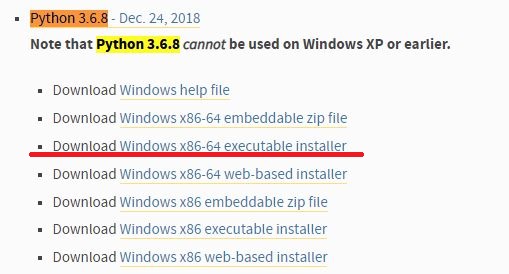 Python 3.6.8 - Dec. 24, 2018
Note that Python 3.6.8 cannot be used on Windows XP or earlier.
Download Windows help file
Download Windows x86-64 embeddable zip file
Download Windows x86-64 executable installer
Download Windows x86-64 web-based installer
Download Windows x86 embeddable zip file
Download Windows x86 executable installer
Download Windows x86 web-based installer